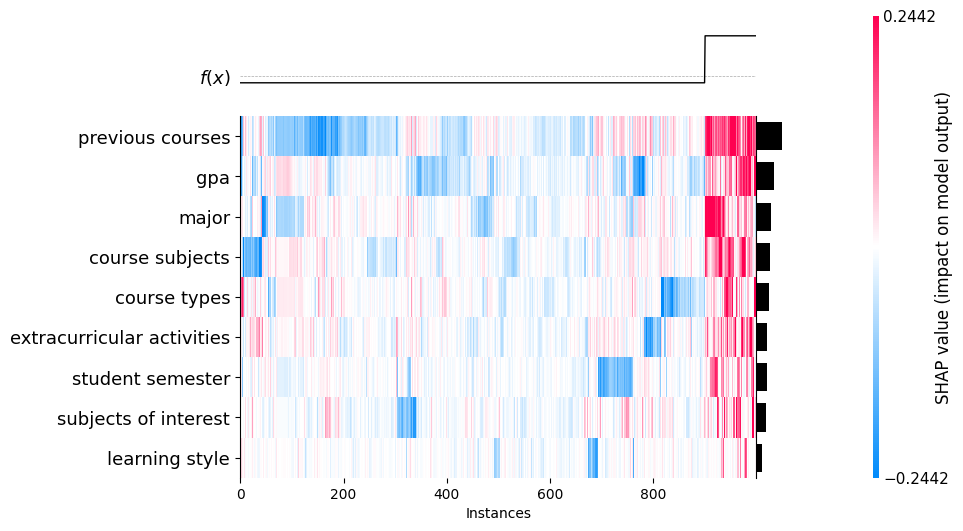 0.2442
f(x)
previous courses
gpa
major
course subjects
course types
extracurricular activities
student semester
subjects of interest
learning style
0 200 400 600 800
Instances
SHAP value (impact on model output)
−0.2442